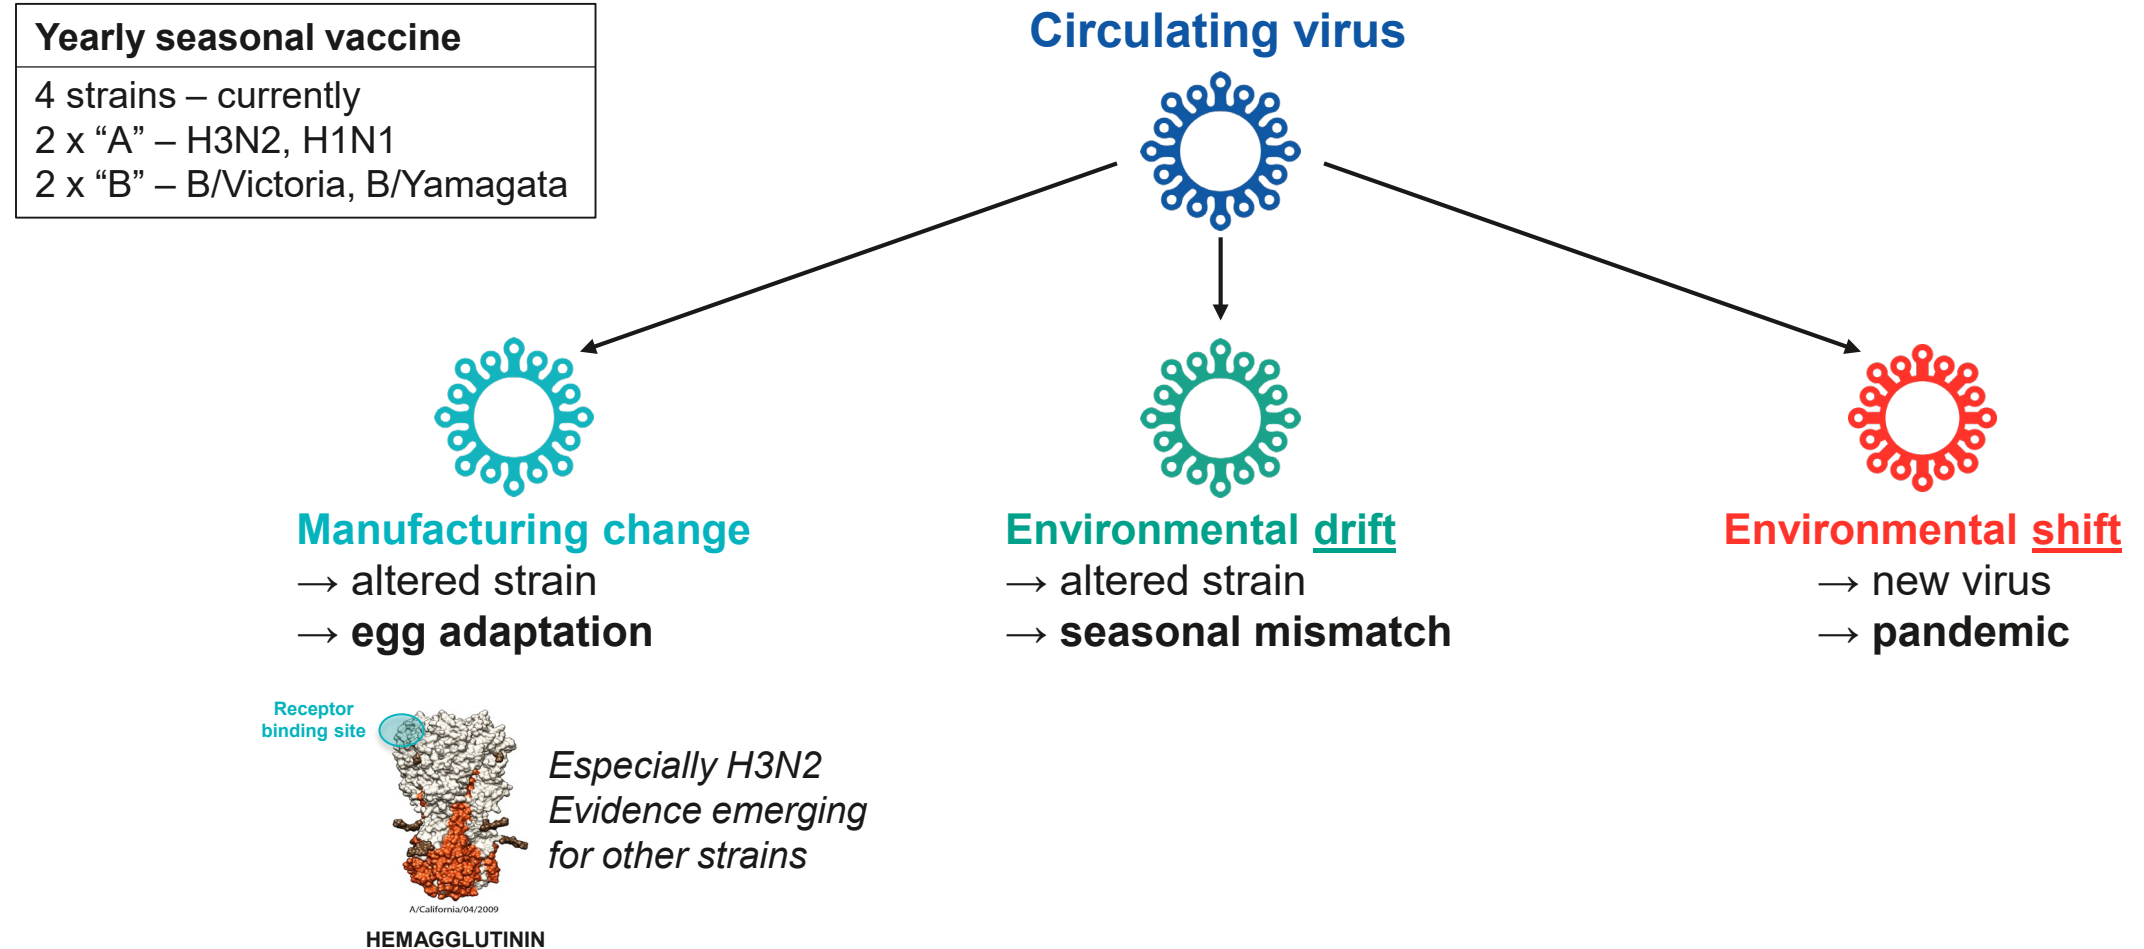 Yearly seasonal vaccine
4 strains – currently
2 x “A” – H3N2, H1N1
2 x “B” – B/Victoria, B/Yamagata
Circulating virus
Manufacturing change
→ altered strain
→ egg adaptation
Environmental drift
→ altered strain
→ seasonal mismatch
Environmental shift
→ new virus
→ pandemic
Receptor
binding site
Especially H3N2
Evidence emerging
for other strains
A/California/04/2009
HEMAGGLUTININ